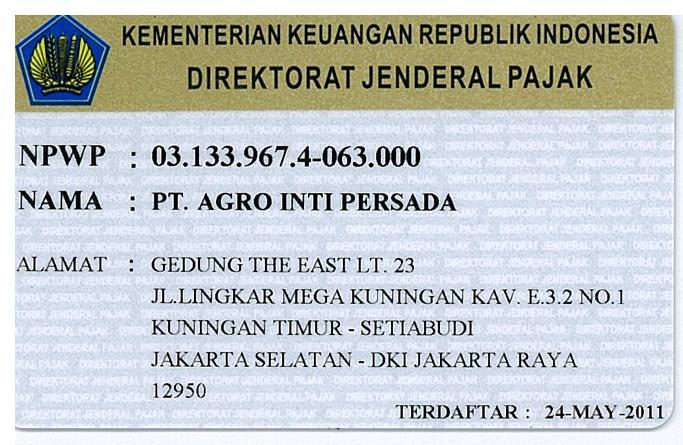 KEMENTERIAN KEUANGAN REPUBLIK INDONESIA
DIREKTORAT JENDERAL PAJAK
NPWP : 03.133.967.4-063.000
NAMA : PT. AGRO INTI PERSADA
ALAMAT : GEDUNG THE EAST LT. 23
JL.LINGKAR MEGA KUNINGAN KAV. E.3.2 NO.1
KUNINGAN TIMUR - SETIABUDI
JAKARTA SELATAN - DKI JAKARTA RAYA
12950
TERDAFTAR : 24-MAY-2011